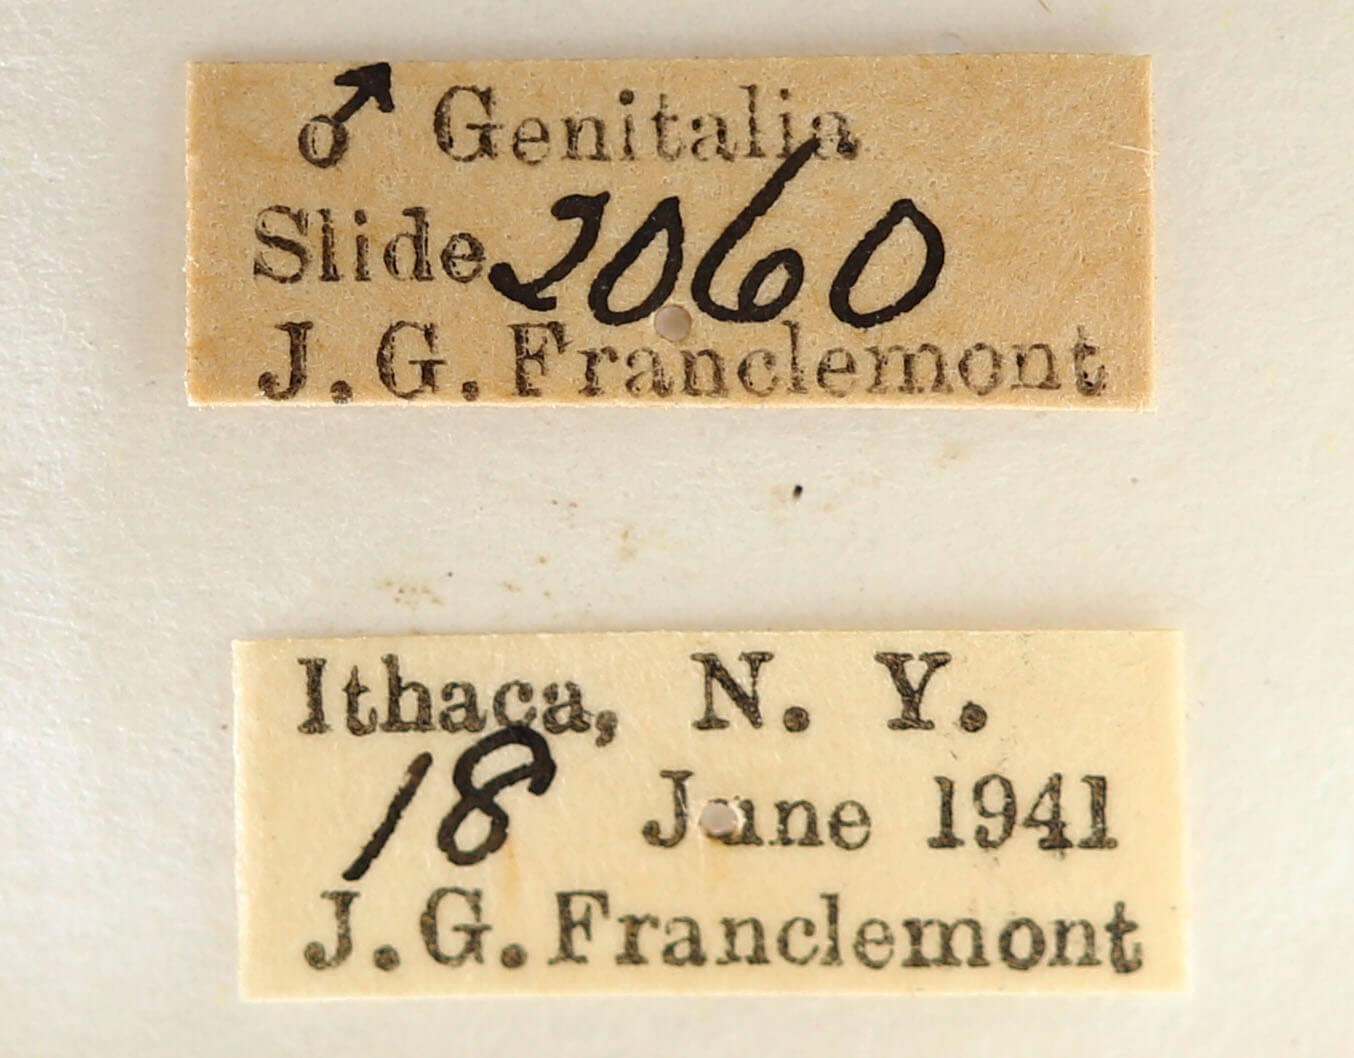 ♂ Genitalia
Slide 2060
J. G. Franclemont
Ithaca, N. Y.
18 June 1941
J. G. Franclemont